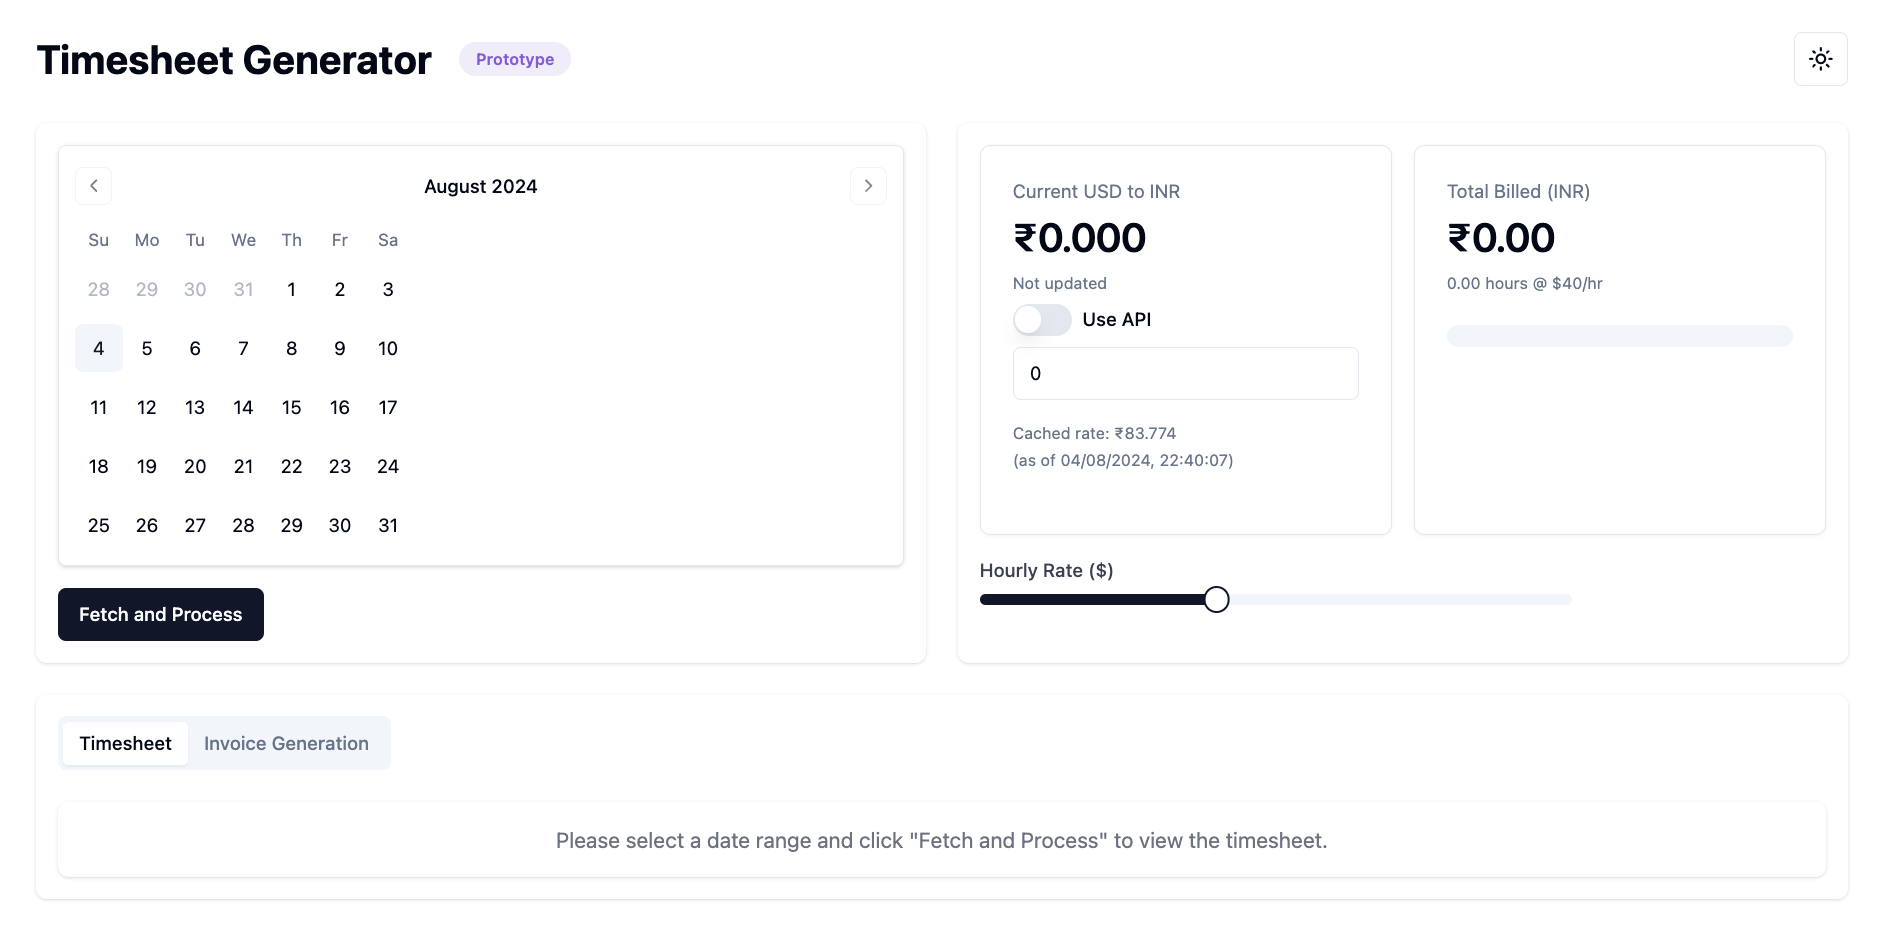 Timesheet Generator
Prototype
August 2024
Su Mo Tu We Th Fr Sa
28 29 30 31 1 2 3
4 5 6 7 8 9 10
11 12 13 14 15 16 17
18 19 20 21 22 23 24
25 26 27 28 29 30 31
Fetch and Process
Current USD to INR
₹0.000
Not updated
Use API
0
Cached rate: ₹83.774
(as of 04/08/2024, 22:40:07)
Total Billed (INR)
₹0.00
0.00 hours @ $40/hr
Hourly Rate ($)
Timesheet
Invoice Generation
Please select a date range and click "Fetch and Process" to view the timesheet.